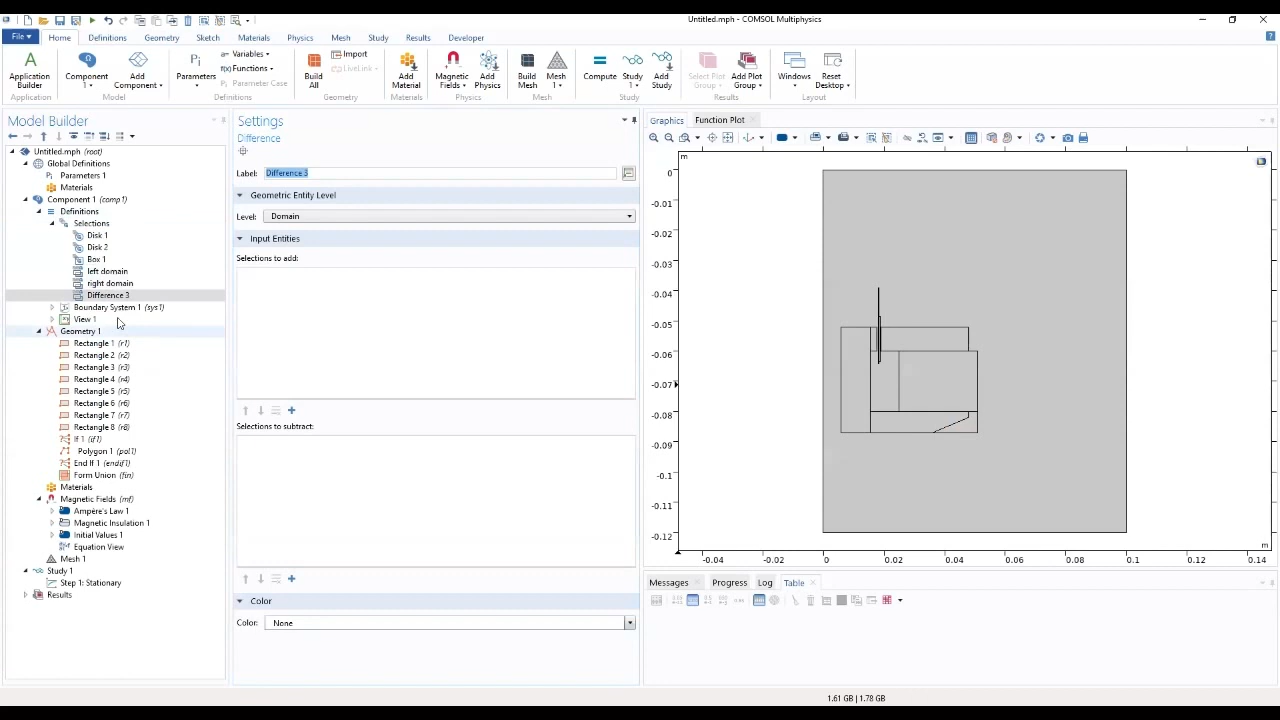 Untitled.mph - COMSOL Multiphysics
File Home Definitions Geometry Sketch Materials Physics Mesh Study Results Developer
Application Builder
Application
Component 1
Add Component
Model
Parameters
a= Variables
f(x) Functions
Pi Parameter Case
Definitions
Build All
Import
LiveLink
Geometry
Add Material
Materials
Magnetic Fields
Add Physics
Physics
Build Mesh
Mesh 1
Mesh
Compute
Study 1
Add Study
Study
Select Plot Group
Add Plot Group
Results
Windows
Reset Desktop
Layout
Model Builder
Untitled.mph (root)
Global Definitions
Parameters 1
Materials
Component 1 (comp1)
Definitions
Selections
Disk 1
Disk 2
Box 1
left domain
right domain
Difference 3
Boundary System 1 (sys1)
View 1
Geometry 1
Rectangle 1 (r1)
Rectangle 2 (r2)
Rectangle 3 (r3)
Rectangle 4 (r4)
Rectangle 5 (r5)
Rectangle 6 (r6)
Rectangle 7 (r7)
Rectangle 8 (r8)
If 1 (if1)
Polygon 1 (pol1)
End If 1 (endif1)
Form Union (fin)
Materials
Magnetic Fields (mf)
Ampère's Law 1
Magnetic Insulation 1
Initial Values 1
Equation View
Mesh 1
Study 1
Step 1: Stationary
Results
Settings
Difference
Label: Difference 3
Geometric Entity Level
Level: Domain
Input Entities
Selections to add:
Selections to subtract:
Color
Color: None
Graphics Function Plot
m
0
-0.01
-0.02
-0.03
-0.04
-0.05
-0.06
-0.07
-0.08
-0.09
-0.1
-0.11
-0.12
-0.04 -0.02 0 0.02 0.04 0.06 0.08 0.1 0.12 0.14
m
Messages Progress Log Table
1.61 GB | 1.78 GB